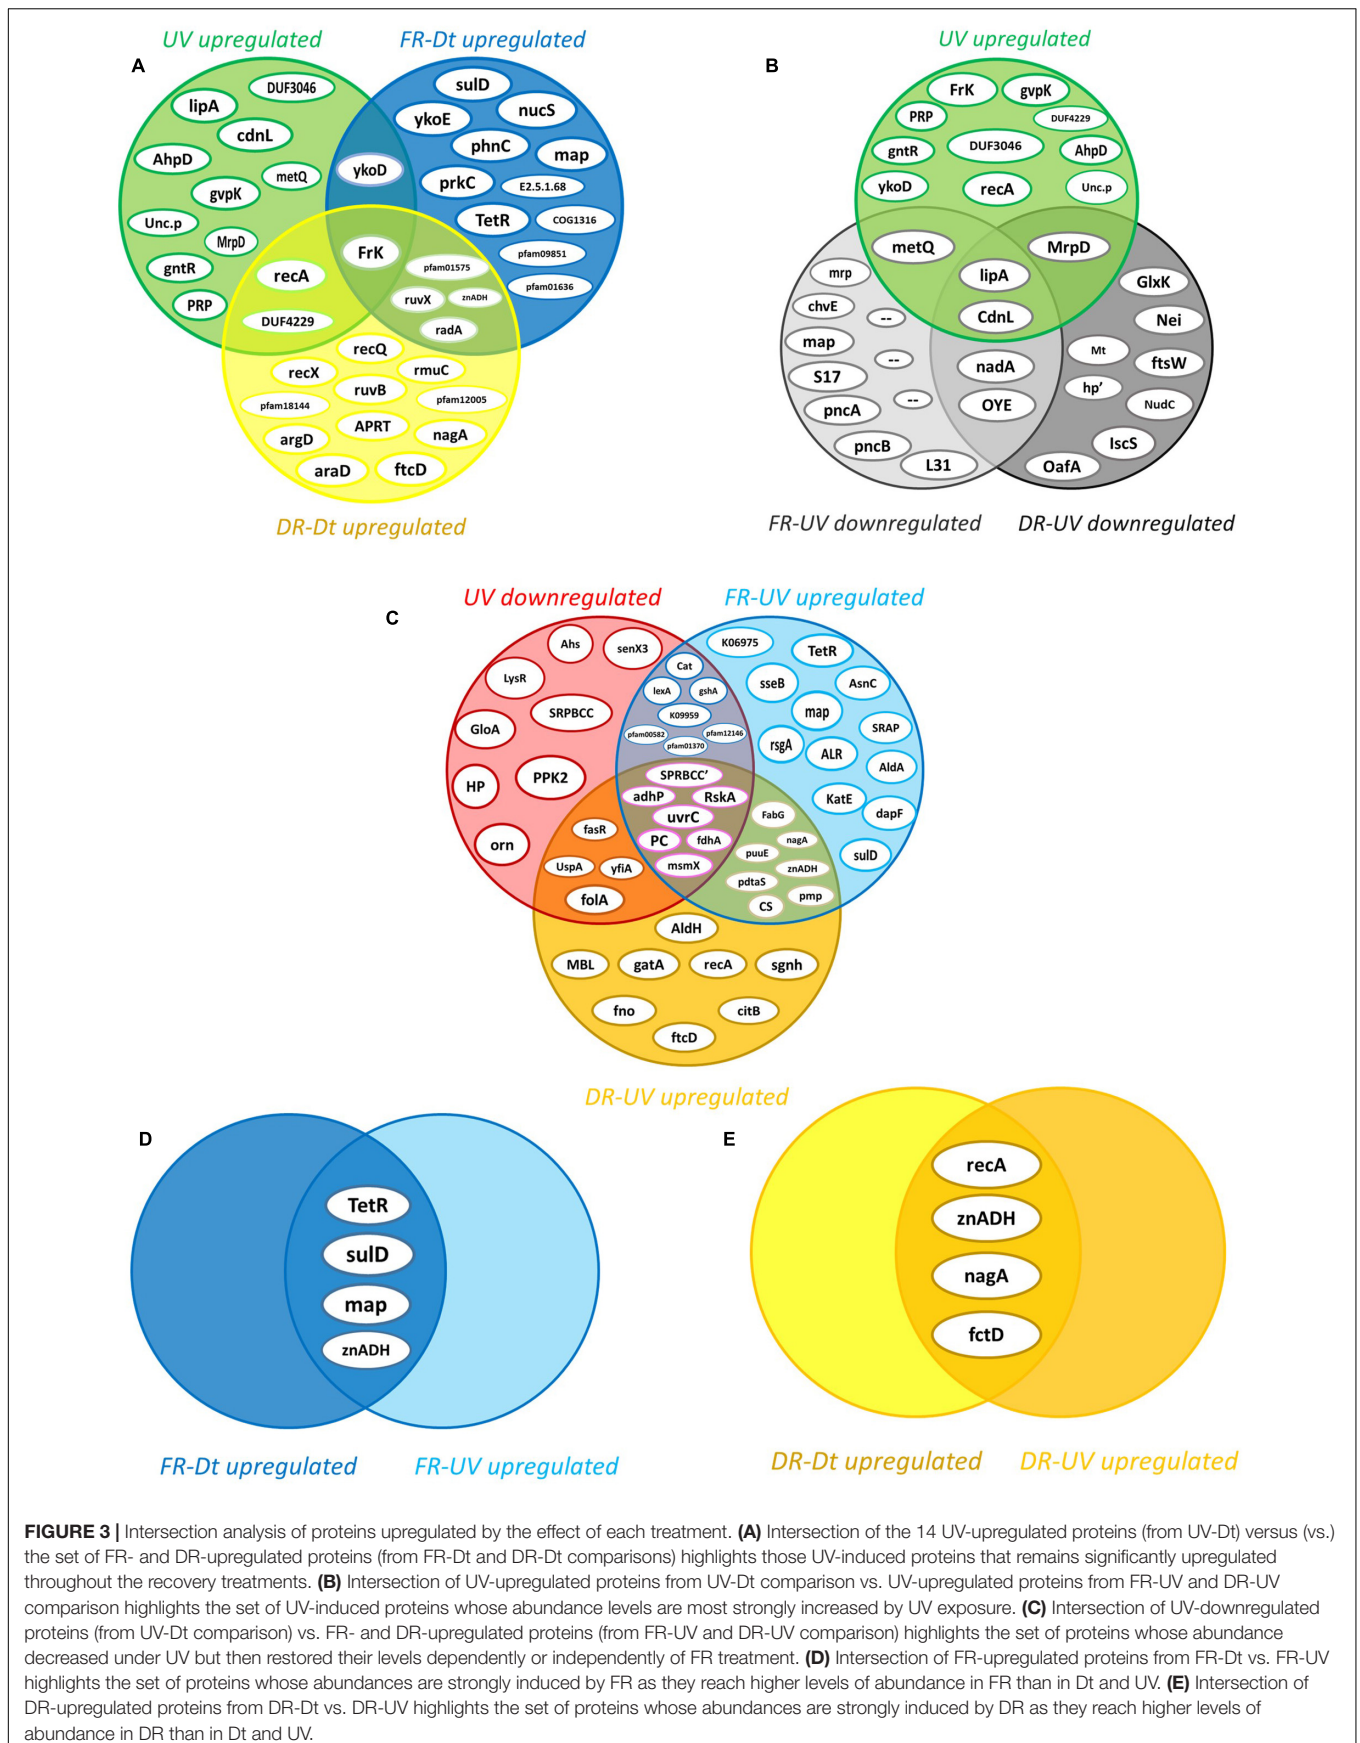 UV upregulated
FR-Dt upregulated
A
DUF3046
lipA
cdnL
AhpD
metQ
gvpK
Unc.p
MrpD
gntR
PRP
sulD
nucS
ykoE
phnC
map
ykoD
prkC
E2.5.1.68
TetR
COG1316
pfam09851
pfam01636
FrK
recA
pfam01575
ruvX
znADH
radA
DUF4229
recQ
recX
rmuC
ruvB
pfam18144
pfam12005
APRT
argD
nagA
araD
ftcD
DR-Dt upregulated
UV upregulated
B
FrK
gvpK
PRP
DUF4229
gntR
DUF3046
AhpD
ykoD
recA
Unc.p
metQ
MrpD
lipA
CdnL
mrp
chvE
--
map
--
S17
--
pncA
pncB
L31
nadA
OYE
GlxK
Nei
Mt
ftsW
hp'
NudC
IscS
OafA
FR-UV downregulated
DR-UV downregulated
UV downregulated
FR-UV upregulated
C
Ahs
senX3
LysR
SRPBCC
GloA
HP
PPK2
orn
Cat
lexA
gshA
K09959
pfam00582
pfam12146
pfam01370
K06975
TetR
sseB
AsnC
map
SRAP
rsgA
ALR
AldA
KatE
dapF
sulD
SPRBCC'
adhP
RskA
uvrC
PC
fdhA
msmX
fasR
UspA
yfiA
folA
FabG
nagA
puuE
znADH
pdtaS
pmp
CS
AldH
MBL
gatA
recA
sgnh
fno
citB
ftcD
DR-UV upregulated
D
TetR
sulD
map
znADH
FR-Dt upregulated
FR-UV upregulated
E
recA
znADH
nagA
fctD
DR-Dt upregulated
DR-UV upregulated
FIGURE 3 | Intersection analysis of proteins upregulated by the effect of each treatment. (A) Intersection of the 14 UV-upregulated proteins (from UV-Dt) versus (vs.)
the set of FR- and DR-upregulated proteins (from FR-Dt and DR-Dt comparisons) highlights those UV-induced proteins that remains significantly upregulated
throughout the recovery treatments. (B) Intersection of UV-upregulated proteins from UV-Dt comparison vs. UV-upregulated proteins from FR-UV and DR-UV
comparison highlights the set of UV-induced proteins whose abundance levels are most strongly increased by UV exposure. (C) Intersection of UV-downregulated
proteins (from UV-Dt comparison) vs. FR- and DR-upregulated proteins (from FR-UV and DR-UV comparison) highlights the set of proteins whose abundance
decreased under UV but then restored their levels dependently or independently of FR treatment. (D) Intersection of FR-upregulated proteins from FR-Dt vs. FR-UV
highlights the set of proteins whose abundances are strongly induced by FR as they reach higher levels of abundance in FR than in Dt and UV. (E) Intersection of
DR-upregulated proteins from DR-Dt vs. DR-UV highlights the set of proteins whose abundances are strongly induced by DR as they reach higher levels of
abundance in DR than in Dt and UV.